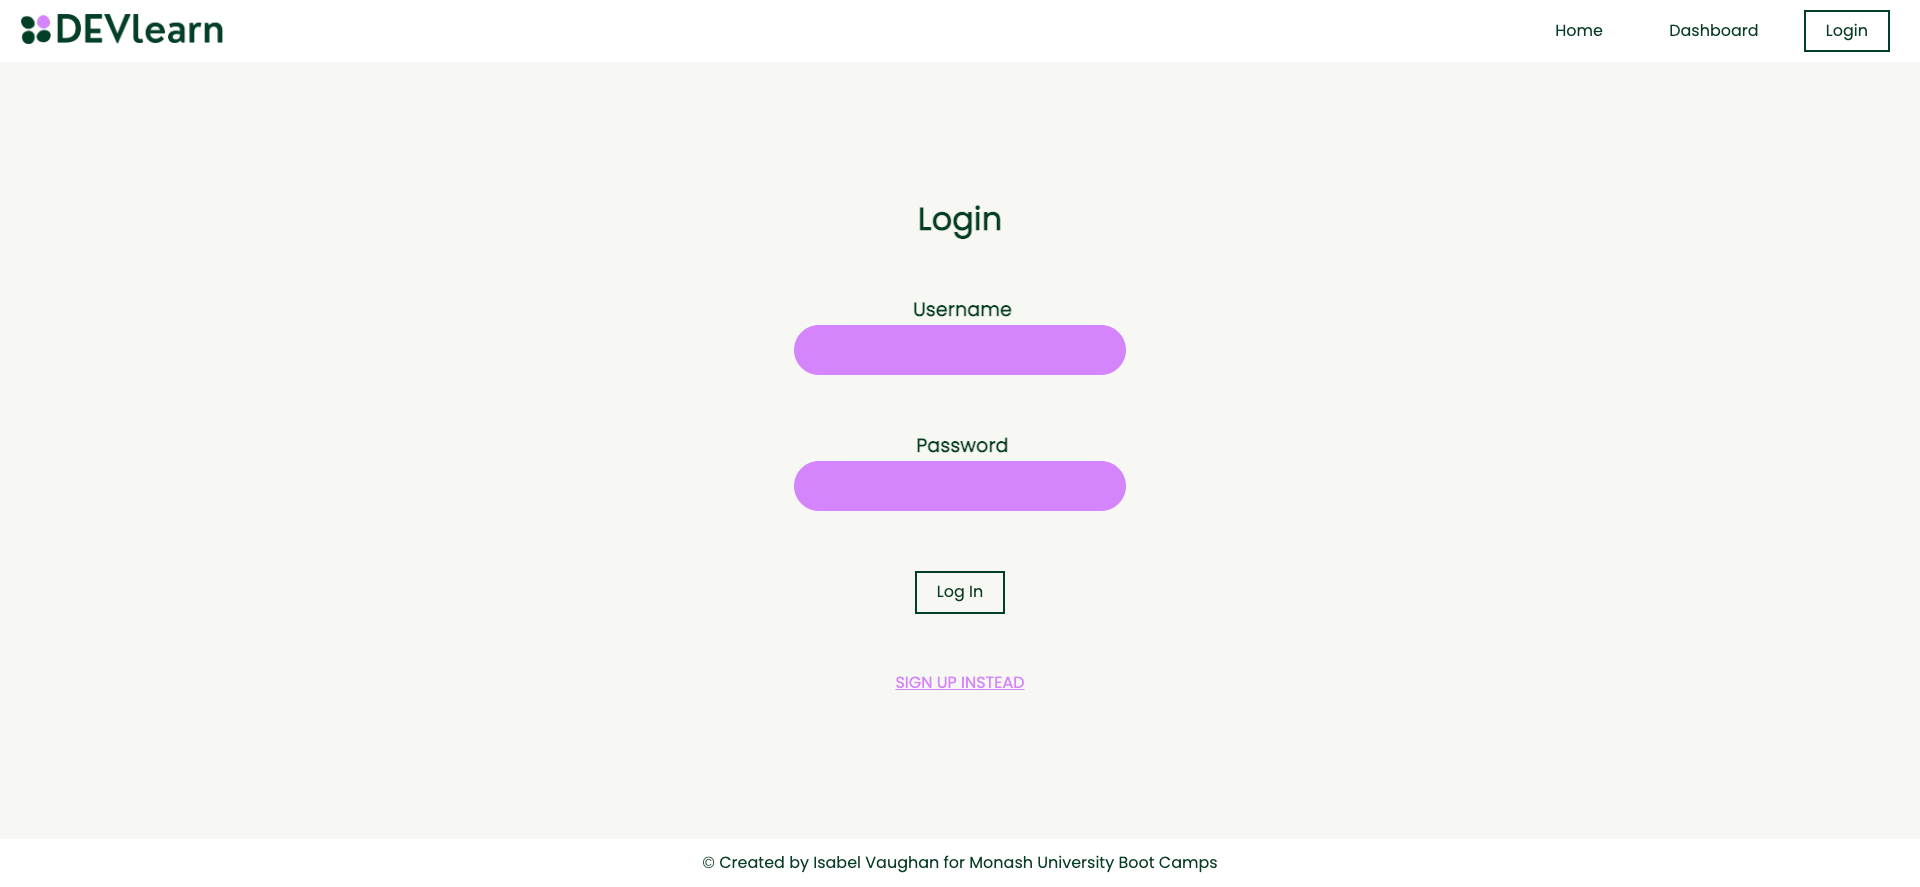 DEVlearn
Home
Dashboard
Login
Login
Username
Password
Log In
SIGN UP INSTEAD
© Created by Isabel Vaughan for Monash University Boot Camps